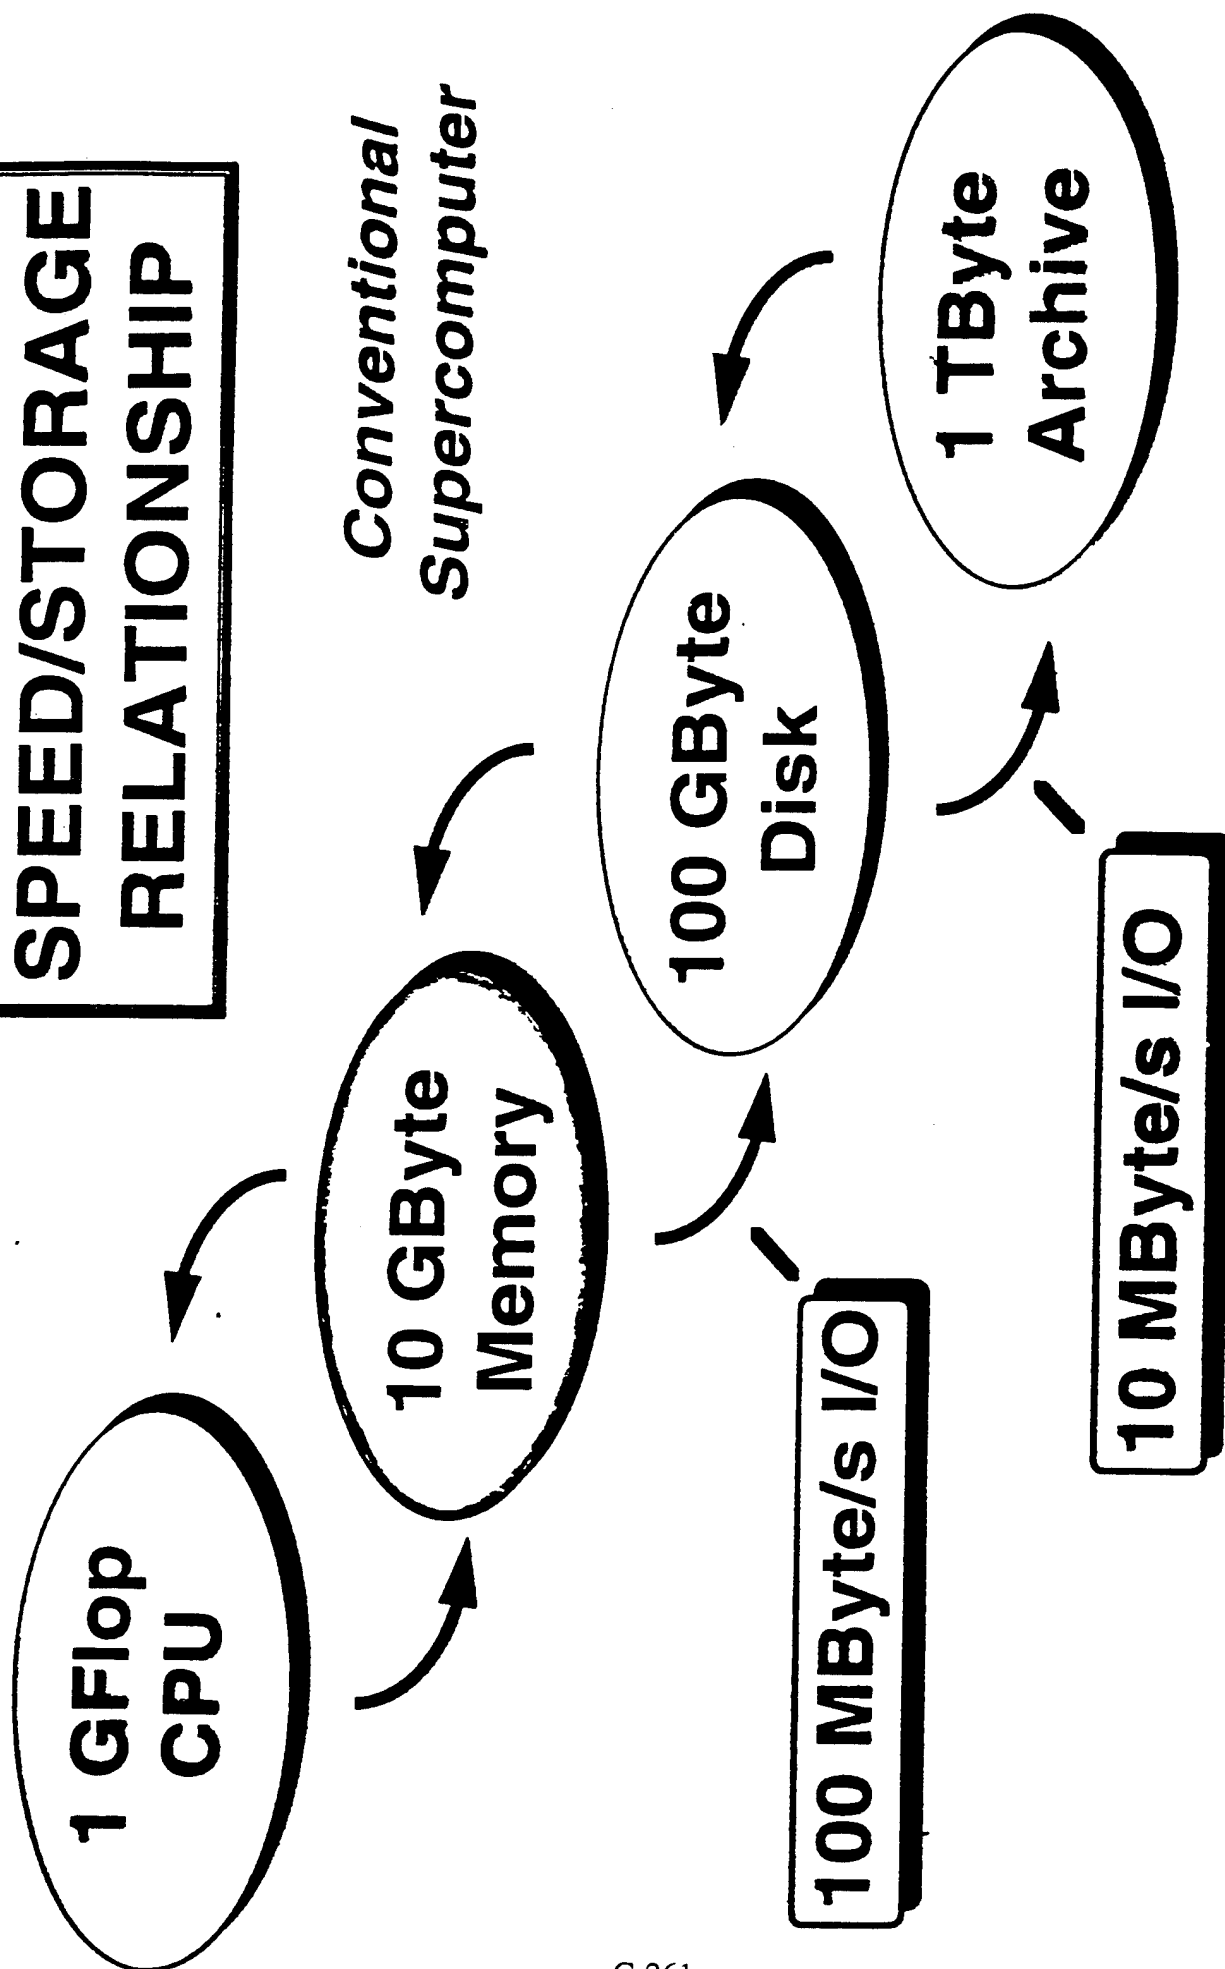 SPEED/STORAGE
RELATIONSHIP
Conventional
Supercomputer
1 GFlop
CPU
10 GByte
Memory
100 GByte
Disk
1 TByte
Archive
100 MByte/s I/O
10 MByte/s I/O